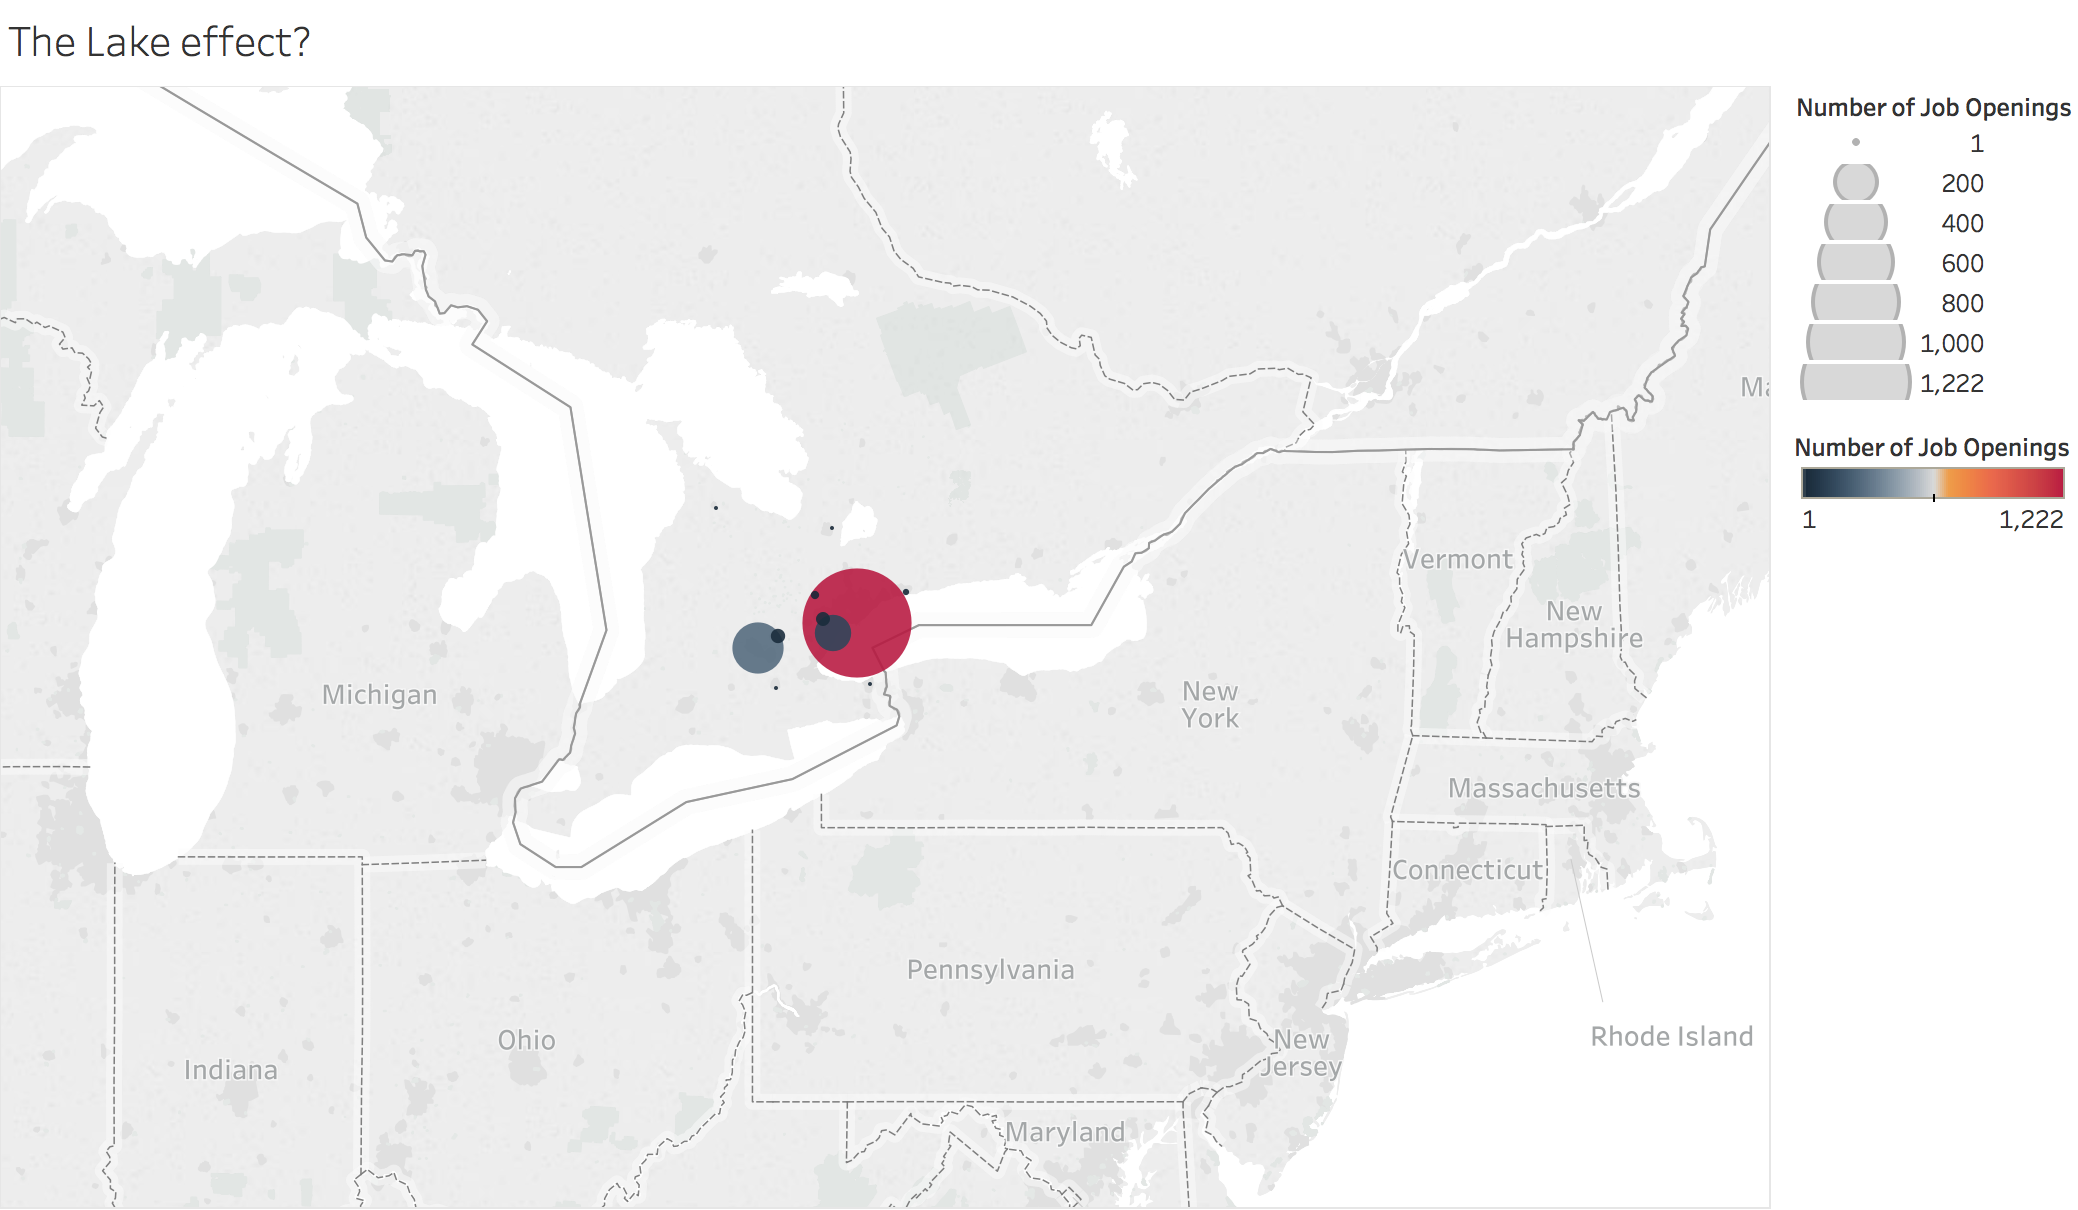 The Lake effect?
Number of Job Openings
1
200
400
600
800
1,000
1,222
Number of Job Openings
1
1,222
Ma
Vermont
New
Hampshire
Michigan
New
York
Massachusetts
Connecticut
Pennsylvania
Rhode Island
Ohio
New
Jersey
Indiana
Maryland